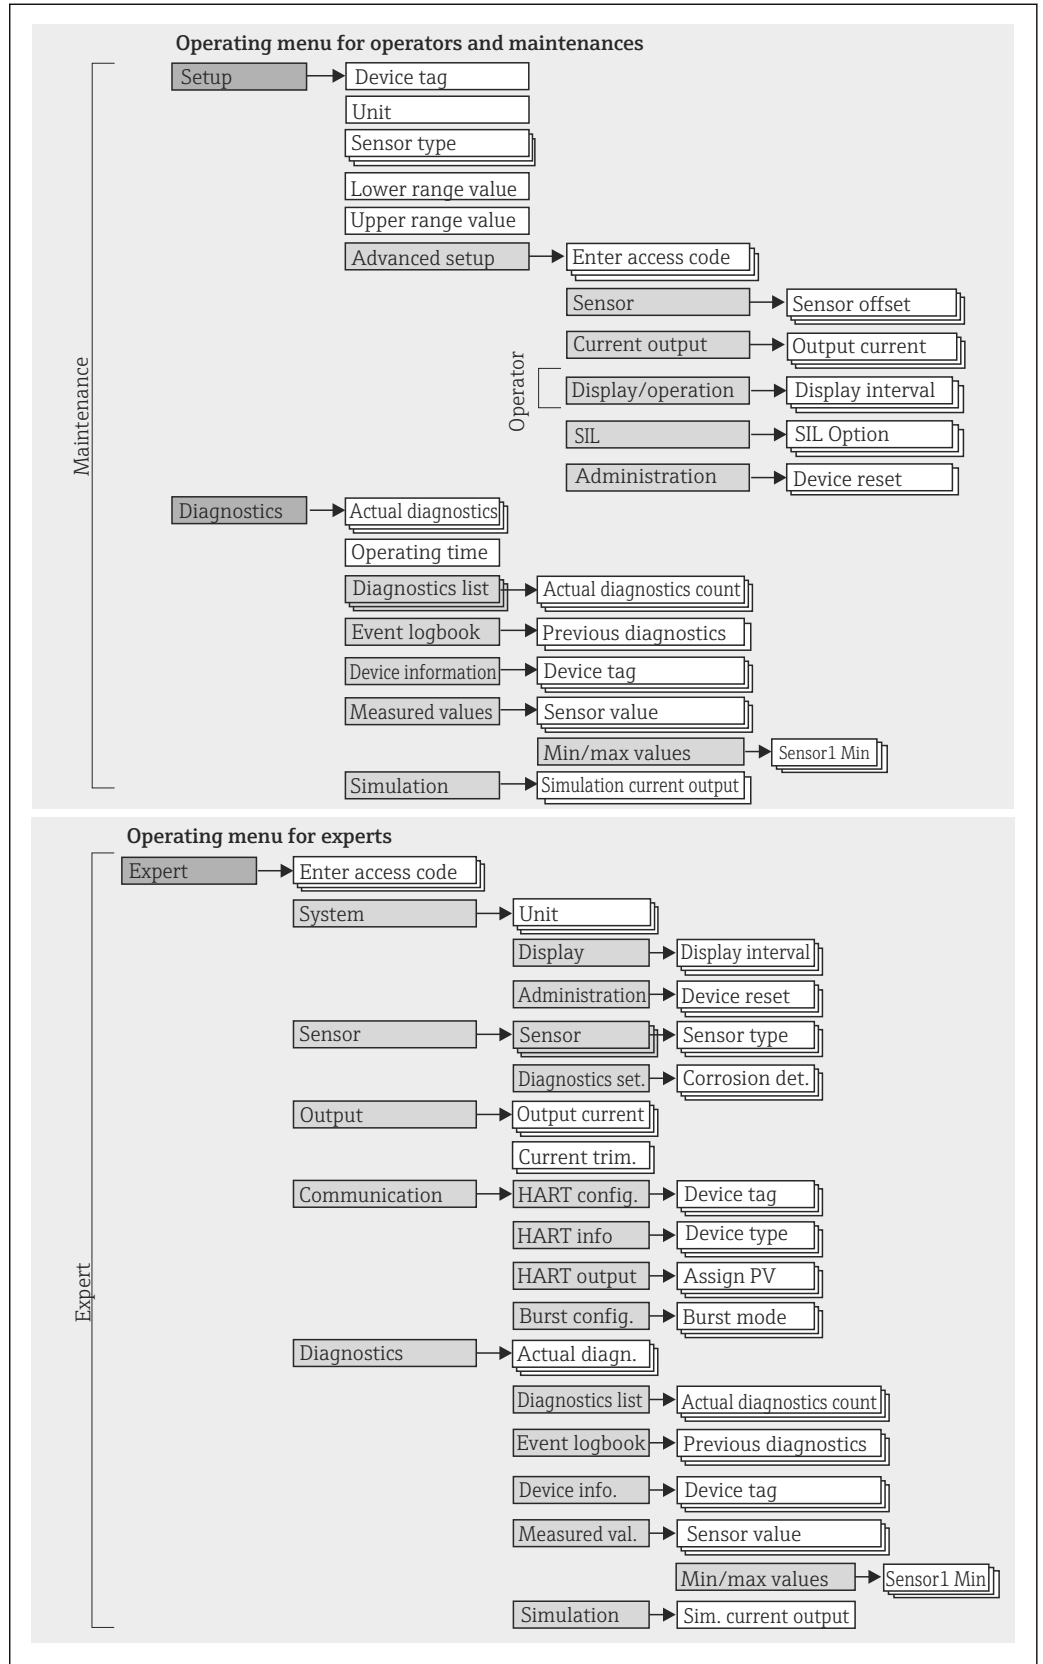 Operating menu for operators and maintenances
Setup
Device tag
Unit
Sensor type
Lower range value
Upper range value
Advanced setup
Enter access code
Sensor
Sensor offset
Current output
Output current
Operator
Display/operation
Display interval
SIL
SIL Option
Administration
Device reset
Maintenance
Diagnostics
Actual diagnostics
Operating time
Diagnostics list
Actual diagnostics count
Event logbook
Previous diagnostics
Device information
Device tag
Measured values
Sensor value
Min/max values
Sensor1 Min
Simulation
Simulation current output
Operating menu for experts
Expert
Enter access code
System
Unit
Display
Display interval
Administration
Device reset
Sensor
Sensor
Sensor type
Diagnostics set.
Corrosion det.
Output
Output current
Current trim.
Communication
HART config.
Device tag
HART info
Device type
HART output
Assign PV
Burst config.
Burst mode
Expert
Diagnostics
Actual diagn.
Diagnostics list
Actual diagnostics count
Event logbook
Previous diagnostics
Device info.
Device tag
Measured val.
Sensor value
Min/max values
Sensor1 Min
Simulation
Sim. current output